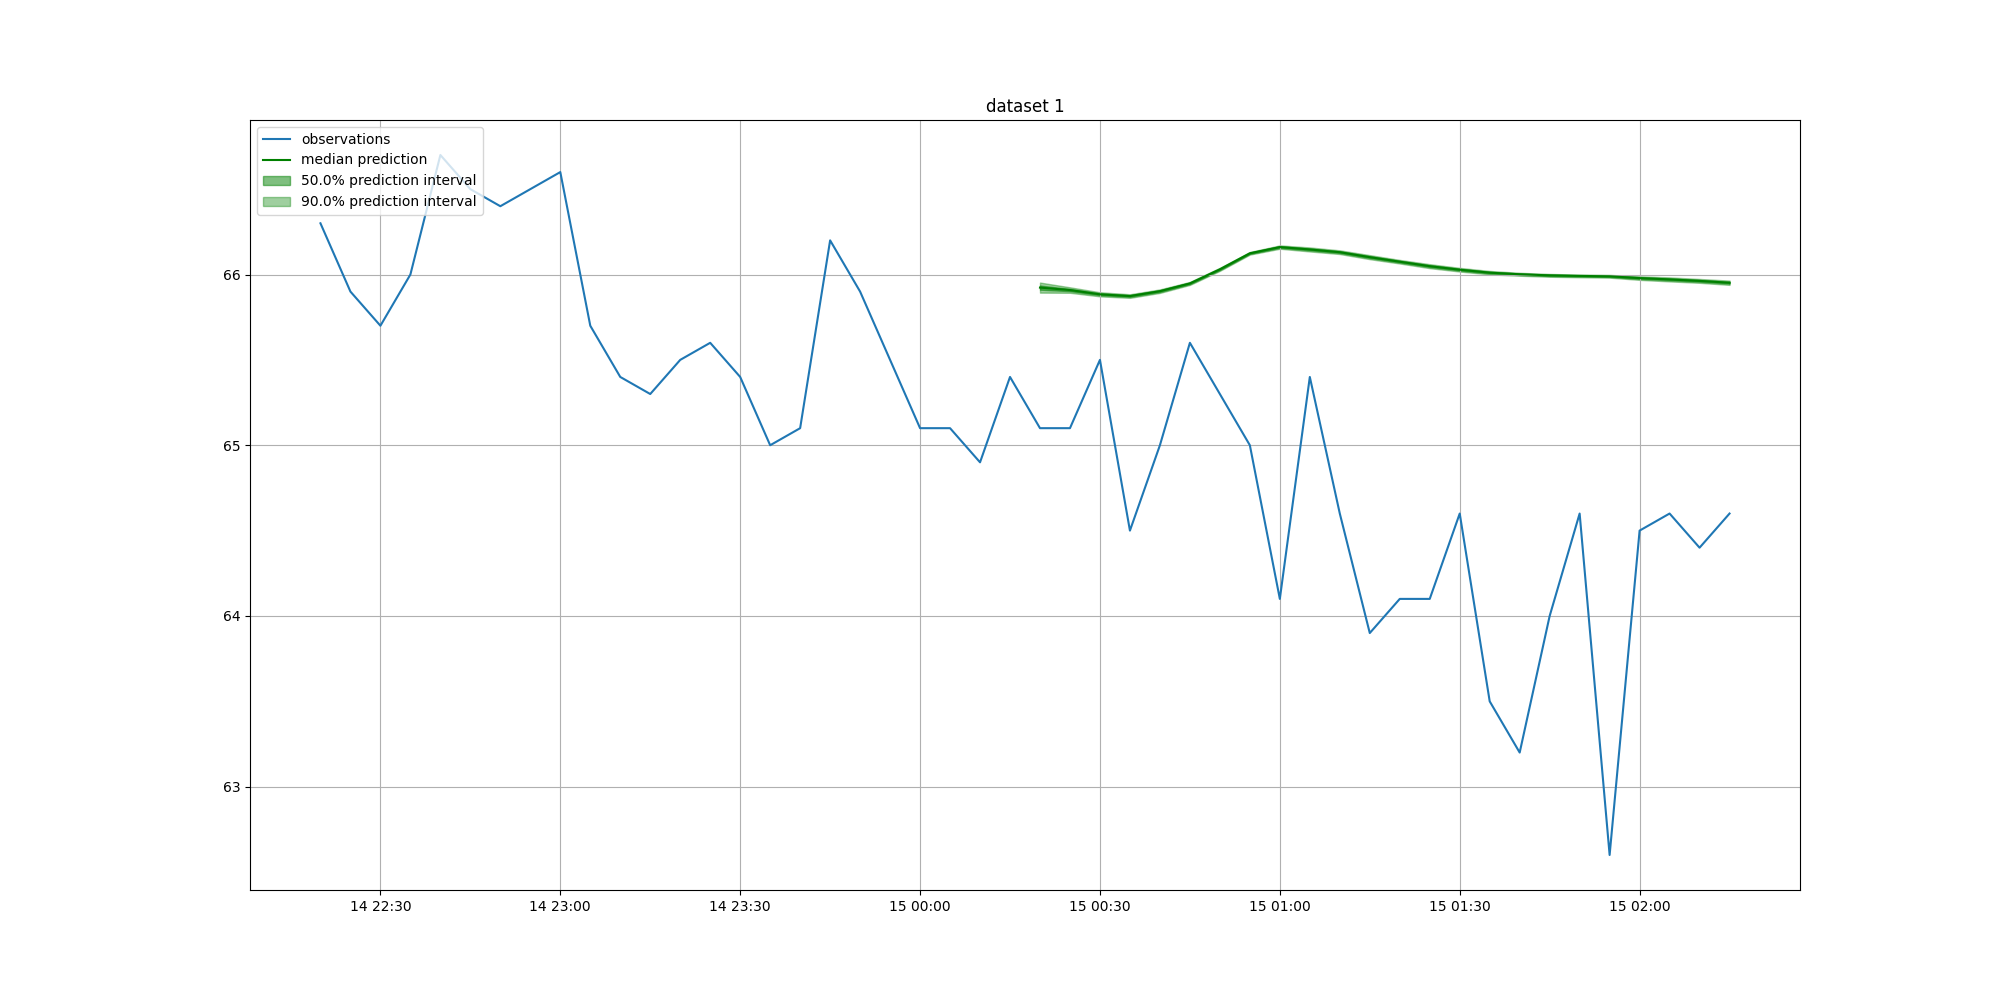 dataset 1
observations
median prediction
50.0% prediction interval
90.0% prediction interval
66
65
64
63
14 22:30 14 23:00 14 23:30 15 00:00 15 00:30 15 01:00 15 01:30 15 02:00